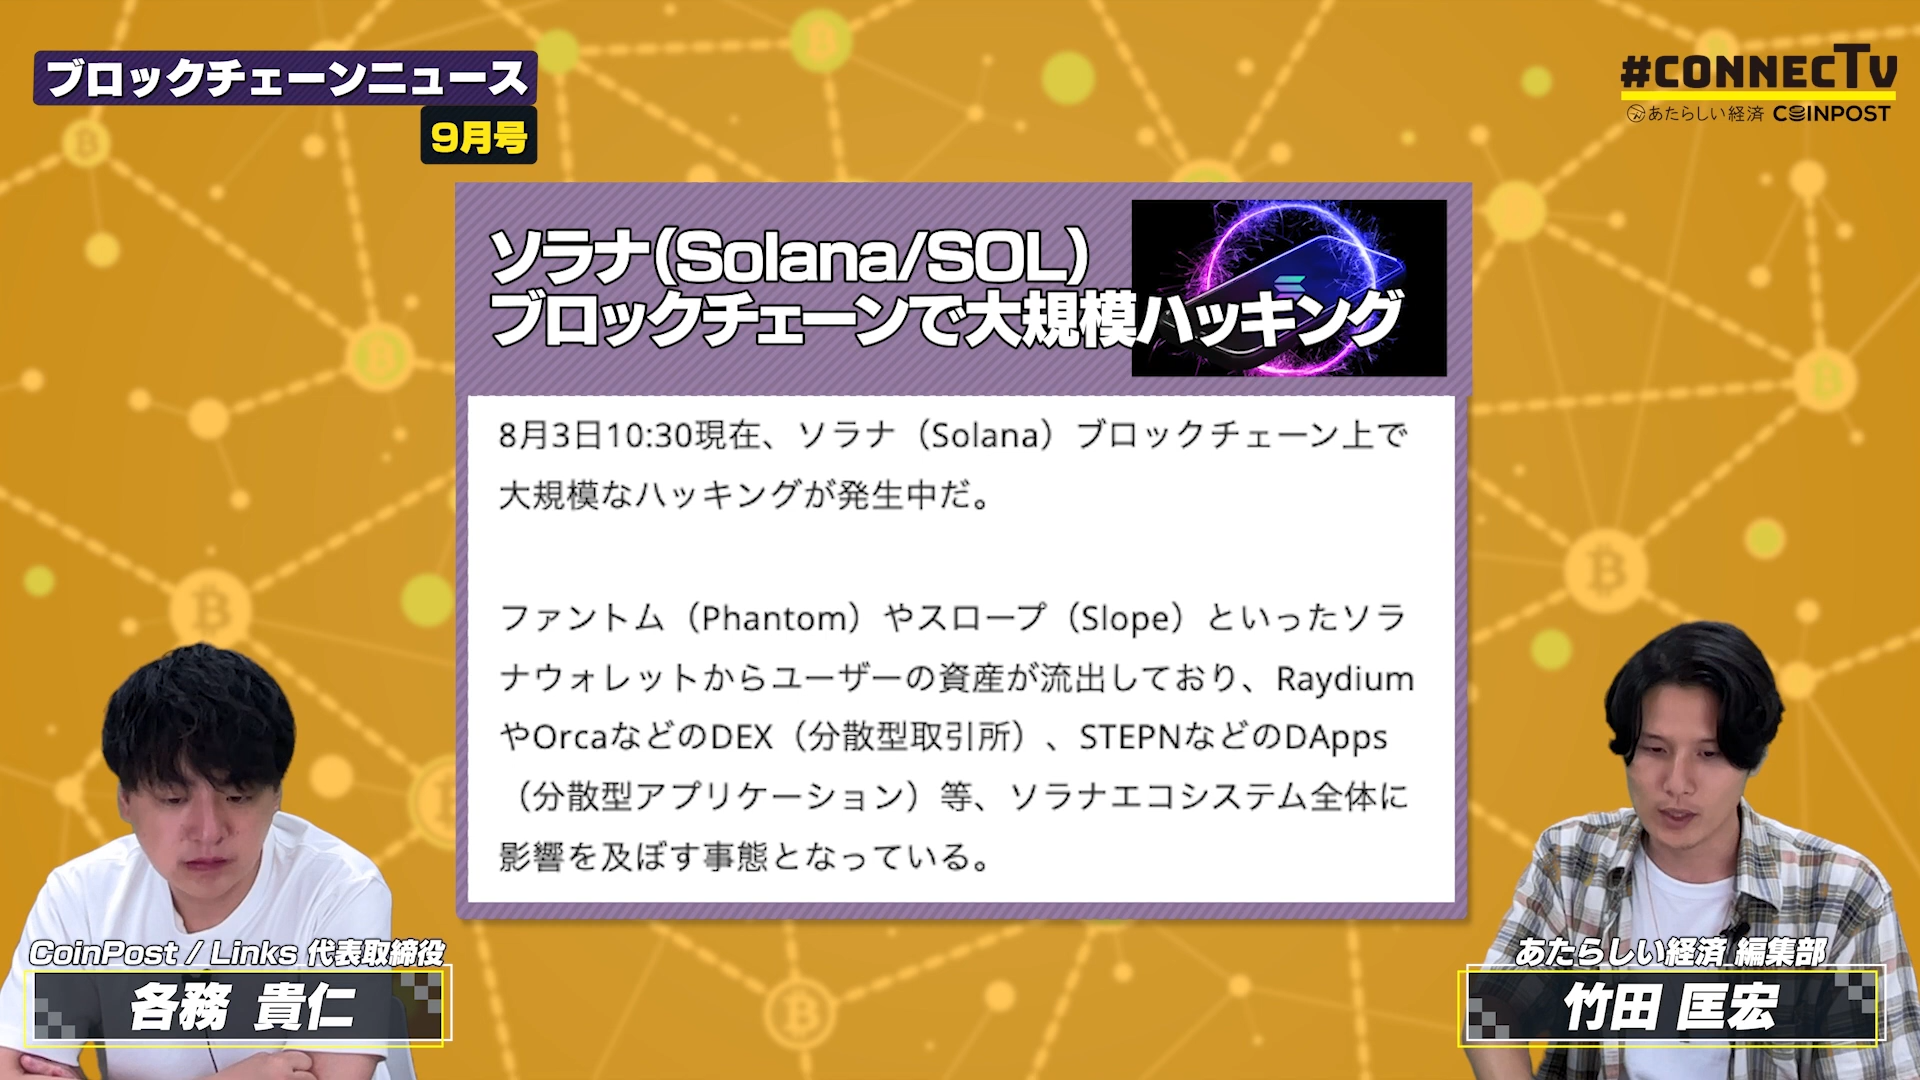 ブロックチェーンニュース
9月号
#CONNECTV
あたらしい経済 COINPOST
ソラナ(Solana/SOL)
ブロックチェーンで大規模ハッキング
8月3日10:30現在、ソラナ（Solana）ブロックチェーン上で
大規模なハッキングが発生中だ。
ファントム（Phantom）やスロープ（Slope）といったソラ
ナウォレットからユーザーの資産が流出しており、Raydium
やOrcaなどのDEX（分散型取引所）、STEPNなどのDApps
（分散型アプリケーション）等、ソラナエコシステム全体に
影響を及ぼす事態となっている。
CoinPost / Links 代表取締役
各務 貴仁
あたらしい経済 編集部
竹田 匡宏